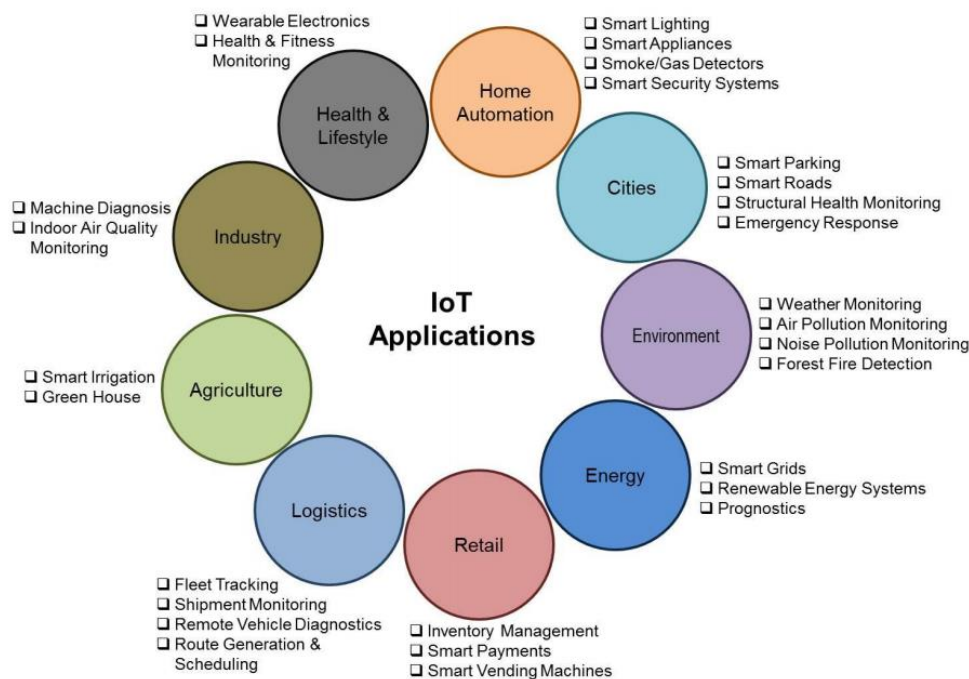 ❑ Wearable Electronics
❑ Health & Fitness
Monitoring
Health &
Lifestyle
Home
Automation
❑ Smart Lighting
❑ Smart Appliances
❑ Smoke/Gas Detectors
❑ Smart Security Systems
Cities
❑ Smart Parking
❑ Smart Roads
❑ Structural Health Monitoring
❑ Emergency Response
❑ Machine Diagnosis
❑ Indoor Air Quality
Monitoring
Industry
IoT
Applications
Environment
❑ Weather Monitoring
❑ Air Pollution Monitoring
❑ Noise Pollution Monitoring
❑ Forest Fire Detection
❑ Smart Irrigation
❑ Green House
Agriculture
Energy
❑ Smart Grids
❑ Renewable Energy Systems
❑ Prognostics
Logistics
❑ Fleet Tracking
❑ Shipment Monitoring
❑ Remote Vehicle Diagnostics
❑ Route Generation &
Scheduling
Retail
❑ Inventory Management
❑ Smart Payments
❑ Smart Vending Machines